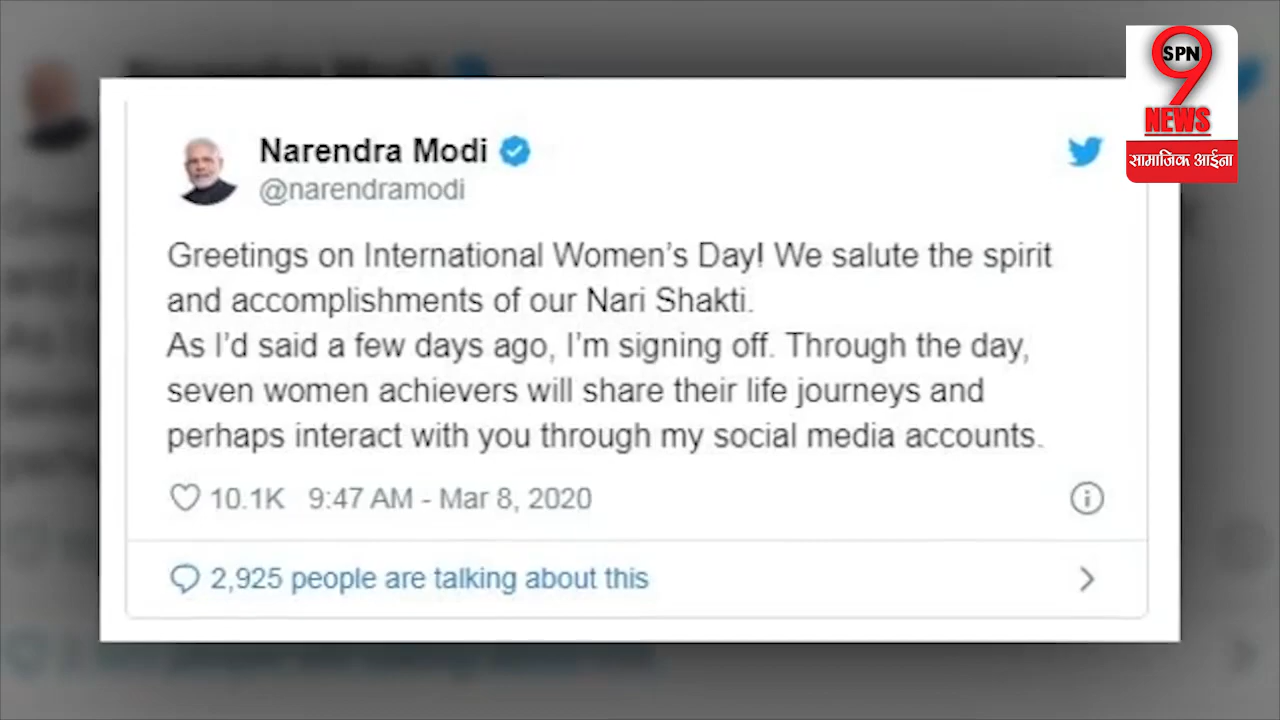 SPN
9
NEWS
सामाजिक आईना
Narendra Modi
@narendramodi
Greetings on International Women’s Day! We salute the spirit
and accomplishments of our Nari Shakti.
As I’d said a few days ago, I’m signing off. Through the day,
seven women achievers will share their life journeys and
perhaps interact with you through my social media accounts.
10.1K 9:47 AM - Mar 8, 2020
2,925 people are talking about this